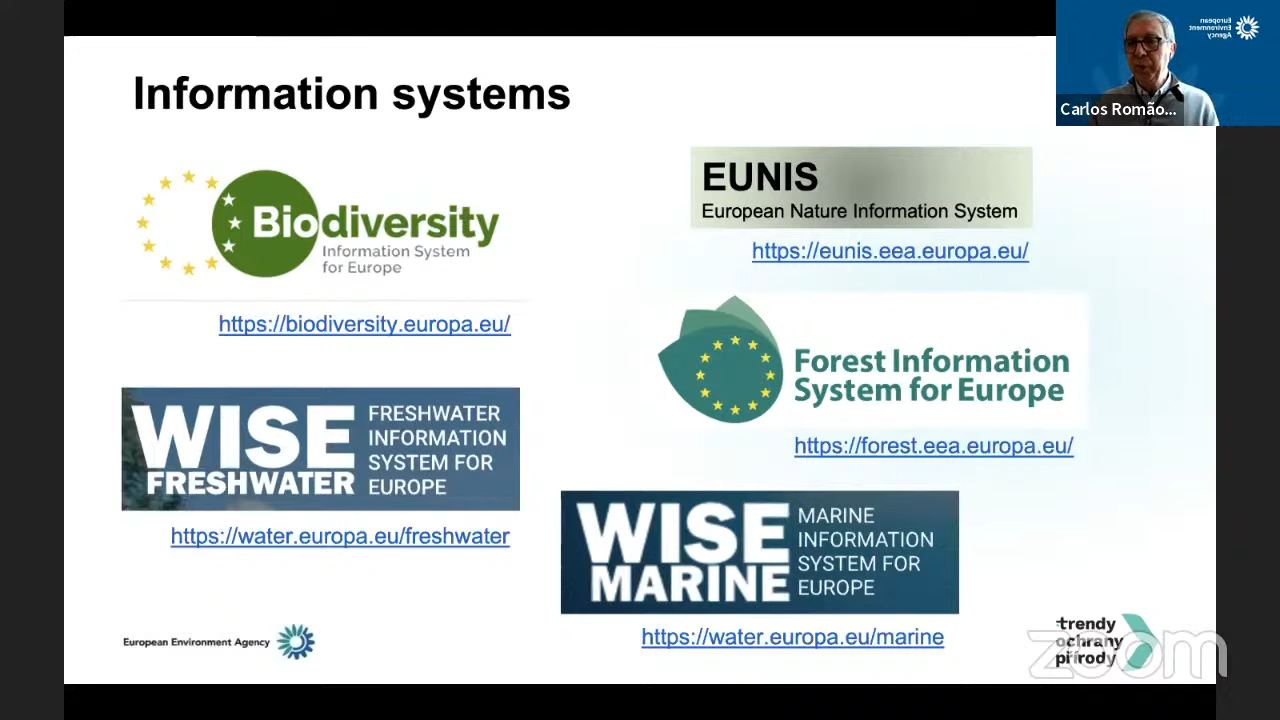 Information systems
European
Environment
Agency
Carlos Romão...
Biodiversity
Information System
for Europe
https://biodiversity.europa.eu/
EUNIS
European Nature Information System
https://eunis.eea.europa.eu/
Forest Information
System for Europe
https://forest.eea.europa.eu/
WISE
FRESHWATER
FRESHWATER
INFORMATION
SYSTEM FOR
EUROPE
https://water.europa.eu/freshwater
WISE
MARINE
MARINE
INFORMATION
SYSTEM FOR
EUROPE
https://water.europa.eu/marine
European Environment Agency
trendy
ochrany
přírody
zoom